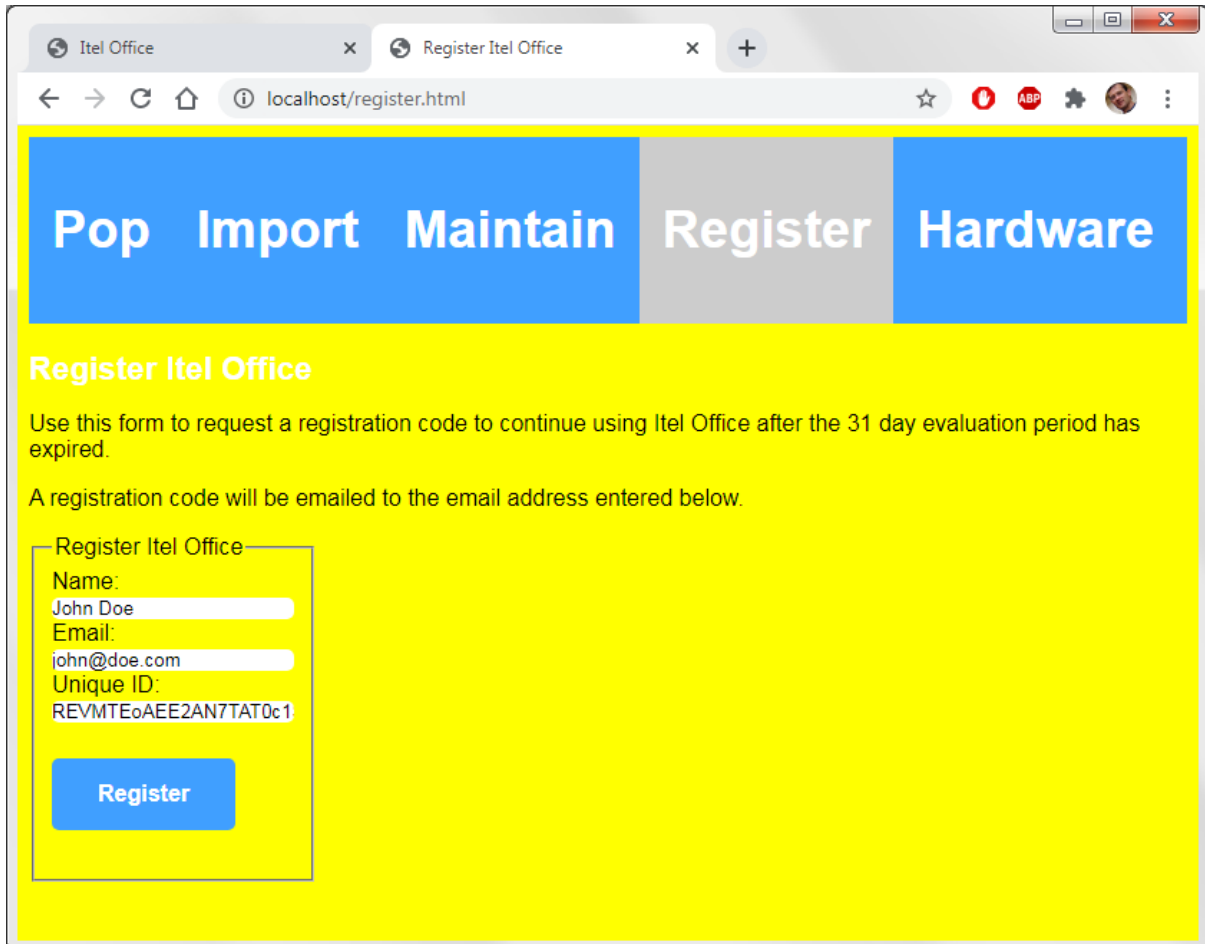 Itel Office
Register Itel Office
localhost/register.html
ABP
Pop Import Maintain Register Hardware
Register Itel Office
Use this form to request a registration code to continue using Itel Office after the 31 day evaluation period has
expired.
A registration code will be emailed to the email address entered below.
Register Itel Office
Name:
John Doe
Email:
john@doe.com
Unique ID:
REVMTEoAEE2AN7TAT0c1
Register